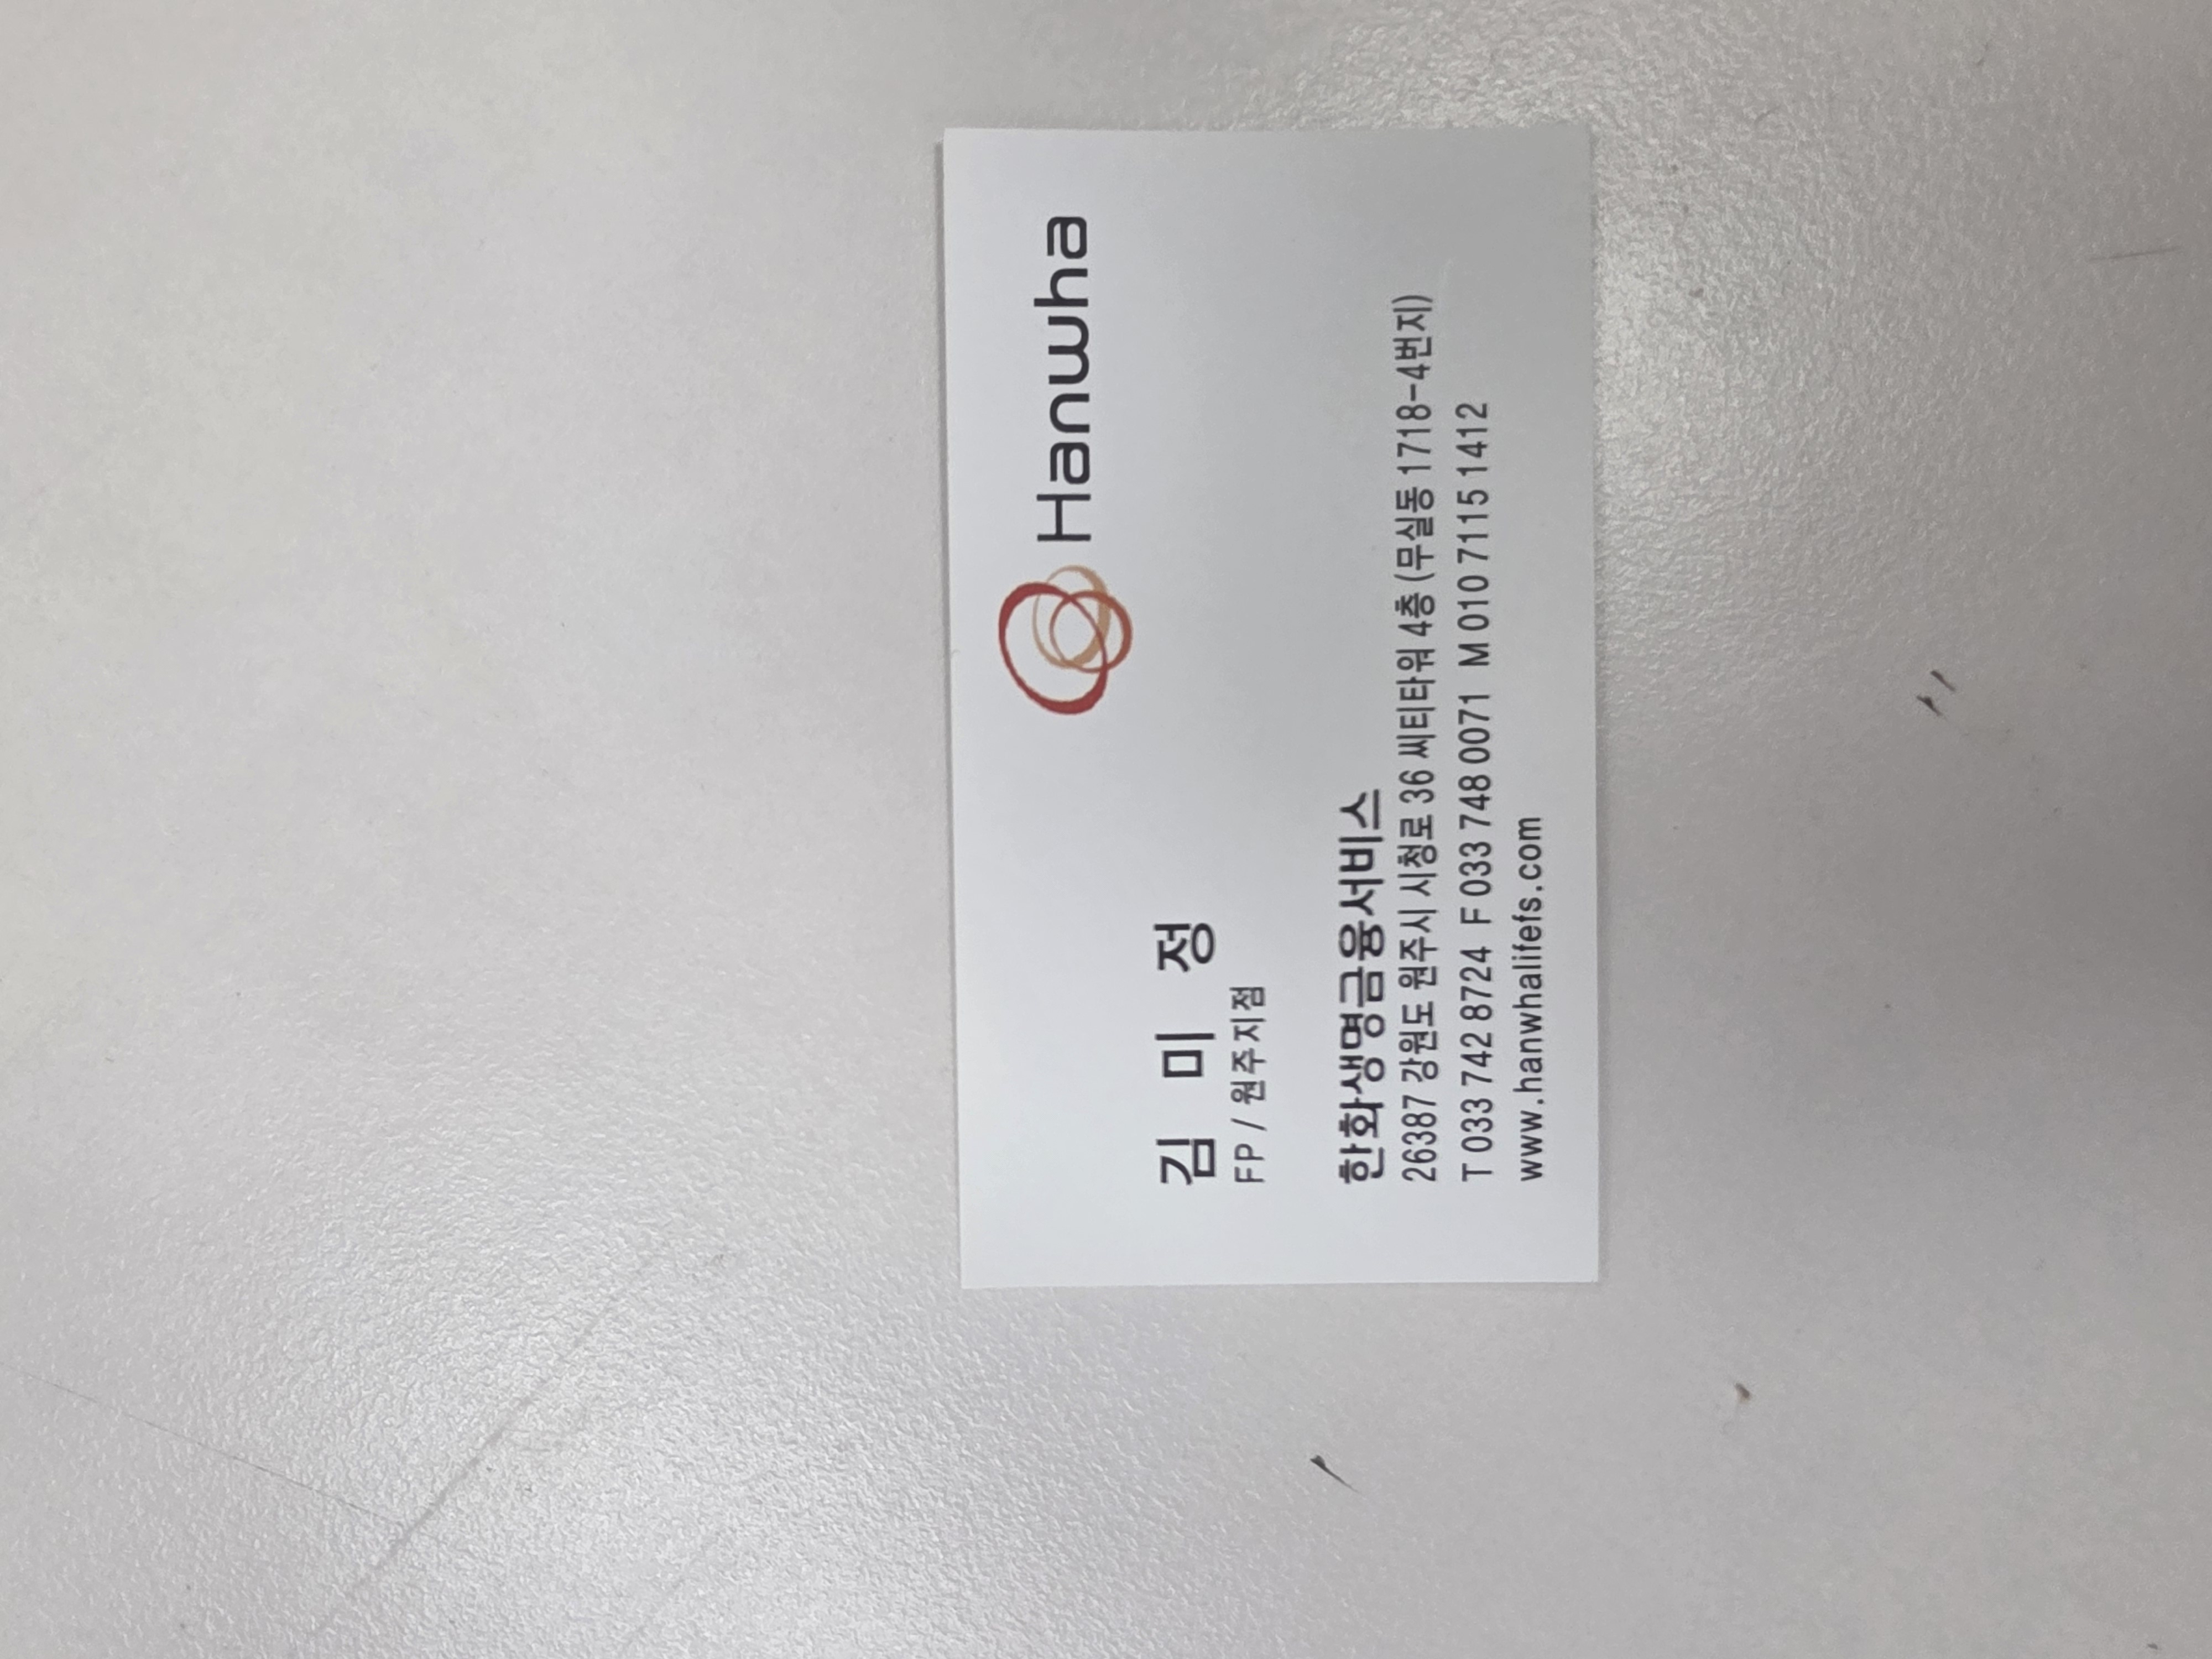 Hanwha
김 미 정
FP / 원주지점
한화생명금융서비스
26387 강원도 원주시 시청로 36 씨티타워 4층 (무실동 1718-4번지)
T 033 742 8724 F 033 748 0071 M 010 7115 1412
www.hanwhalifefs.com